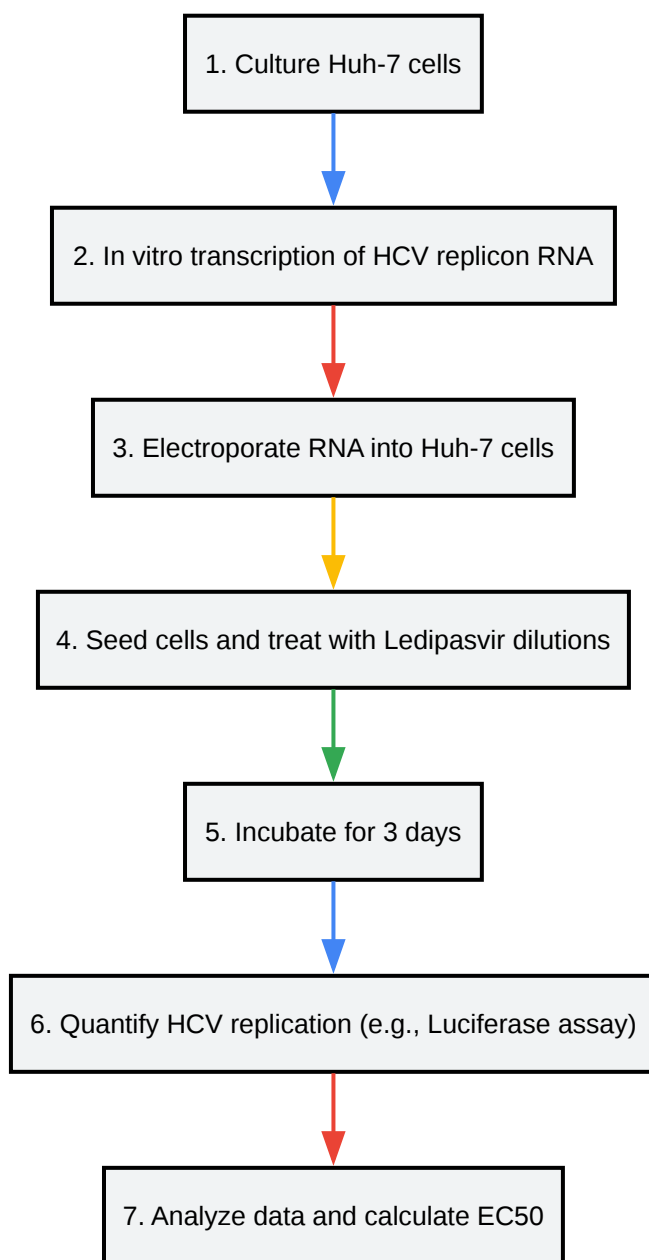 1. Culture Huh-7 cells
2. In vitro transcription of HCV replicon RNA
3. Electroporate RNA into Huh-7 cells
4. Seed cells and treat with Ledipasvir dilutions
5. Incubate for 3 days
6. Quantify HCV replication (e.g., Luciferase assay)
7. Analyze data and calculate EC50